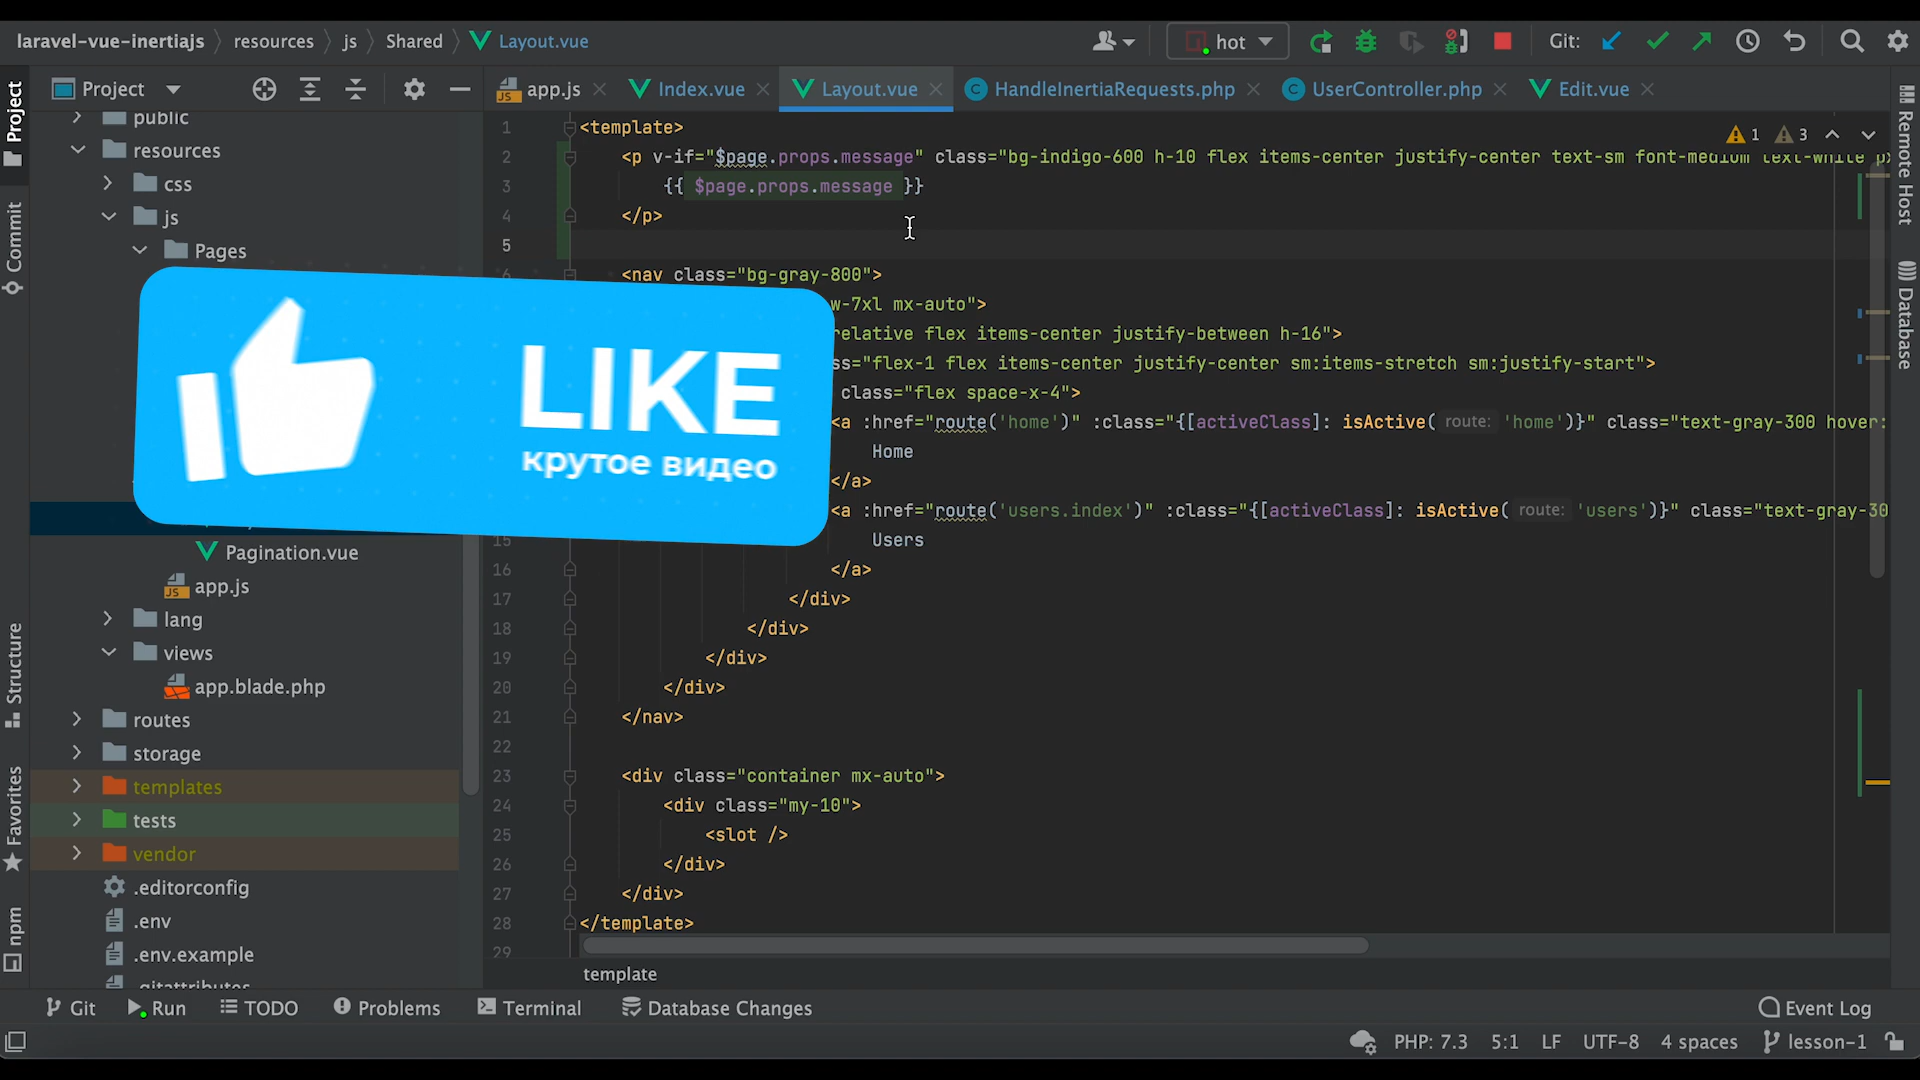 laravel-vue-inertiajs resources js Shared Layout.vue hot Git:
Project app.js Index.vue Layout.vue HandleInertiaRequests.php UserController.php Edit.vue
Project
Commit
Structure
Favorites
npm
public
resources
css
js
Pages
Pagination.vue
app.js
lang
views
app.blade.php
routes
storage
templates
tests
vendor
.editorconfig
.env
.env.example
.gitattributes
LIKE
крутое видео
1 <template>
2 <p v-if="$page.props.message" class="bg-indigo-600 h-10 flex items-center justify-center text-sm font-medium text-white
3 {{ $page.props.message }}
4 </p>
5
6 <nav class="bg-gray-800">
w-7xl mx-auto">
relative flex items-center justify-between h-16">
ss="flex-1 flex items-center justify-center sm:items-stretch sm:justify-start">
class="flex space-x-4">
<a :href="route('home')" :class="{[activeClass]: isActive( route: 'home')}" class="text-gray-300 hover:
Home
</a>
<a :href="route('users.index')" :class="{[activeClass]: isActive( route: 'users')}" class="text-gray-30
15 Users
16 </a>
17 </div>
18 </div>
19 </div>
20 </div>
21 </nav>
22
23 <div class="container mx-auto">
24 <div class="my-10">
25 <slot />
26 </div>
27 </div>
28 </template>
29
template
1 3
Remote Host
Database
Git Run TODO Problems Terminal Database Changes Event Log
PHP: 7.3 5:1 LF UTF-8 4 spaces lesson-1